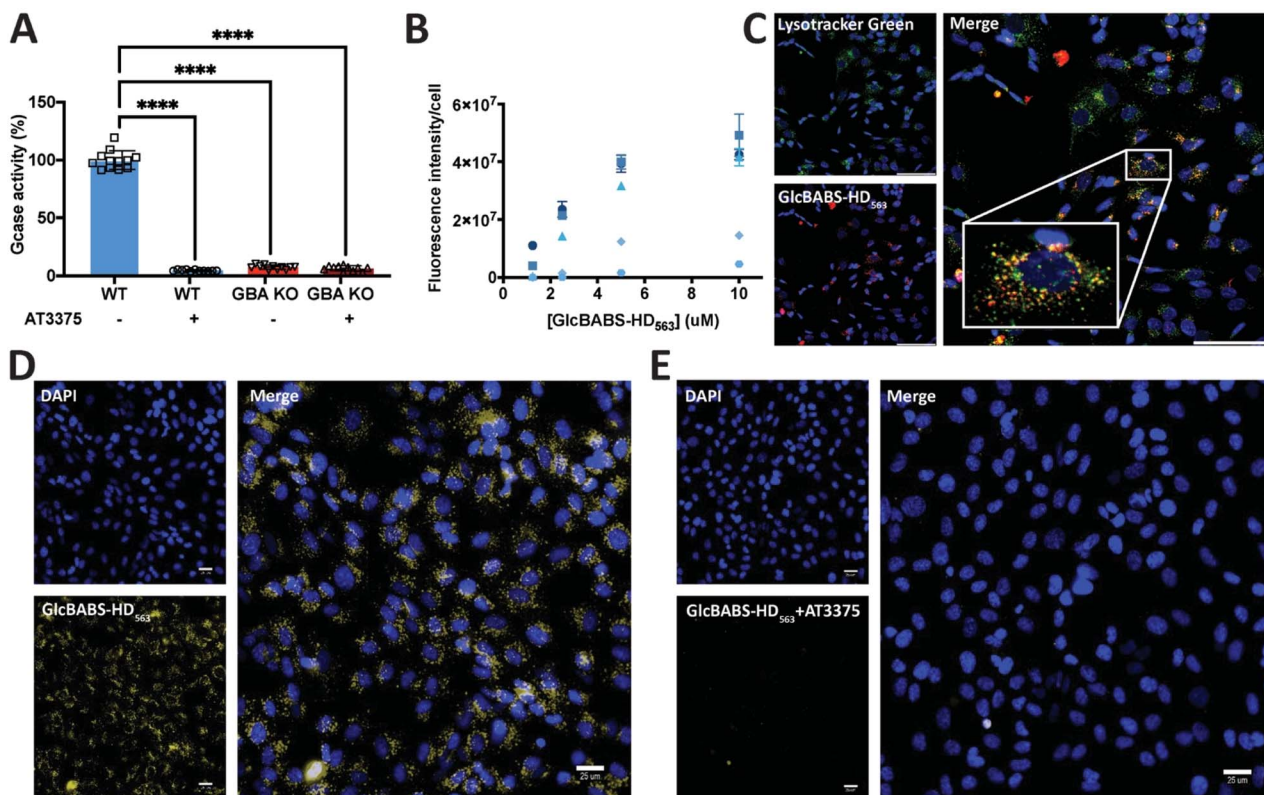 A
****
****
****
Gcase activity (%)
150
100
50
0
WT
WT
GBA KO
GBA KO
AT3375
-
+
-
+
B
Fluorescence intensity/cell
6×10⁷
4×10⁷
2×10⁷
0
0
2
4
6
8
10
[GlcBABS-HD₅₆₃] (uM)
C
Lysotracker Green
GlcBABS-HD₅₆₃
Merge
D
DAPI
GlcBABS-HD₅₆₃
Merge
25 um
E
DAPI
GlcBABS-HD₅₆₃+AT3375
Merge
25 um